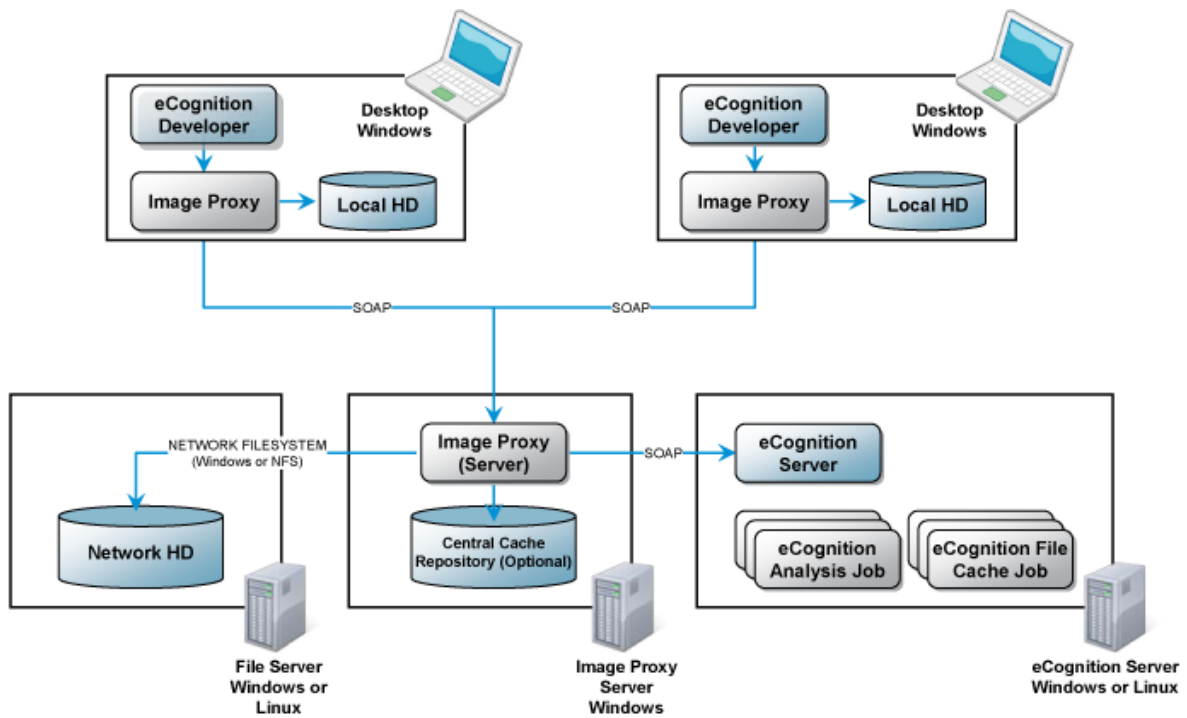 eCognition
Developer
Desktop
Windows
Image Proxy
Local HD
eCognition
Developer
Desktop
Windows
Image Proxy
Local HD
SOAP
SOAP
NETWORK FILESYSTEM
(Windows or NFS)
Network HD
File Server
Windows or
Linux
Image Proxy
(Server)
Central Cache
Repository (Optional)
Image Proxy
Server
Windows
SOAP
eCognition
Server
eCognition
Analysis Job
eCognition File
Cache Job
eCognition Server
Windows or Linux